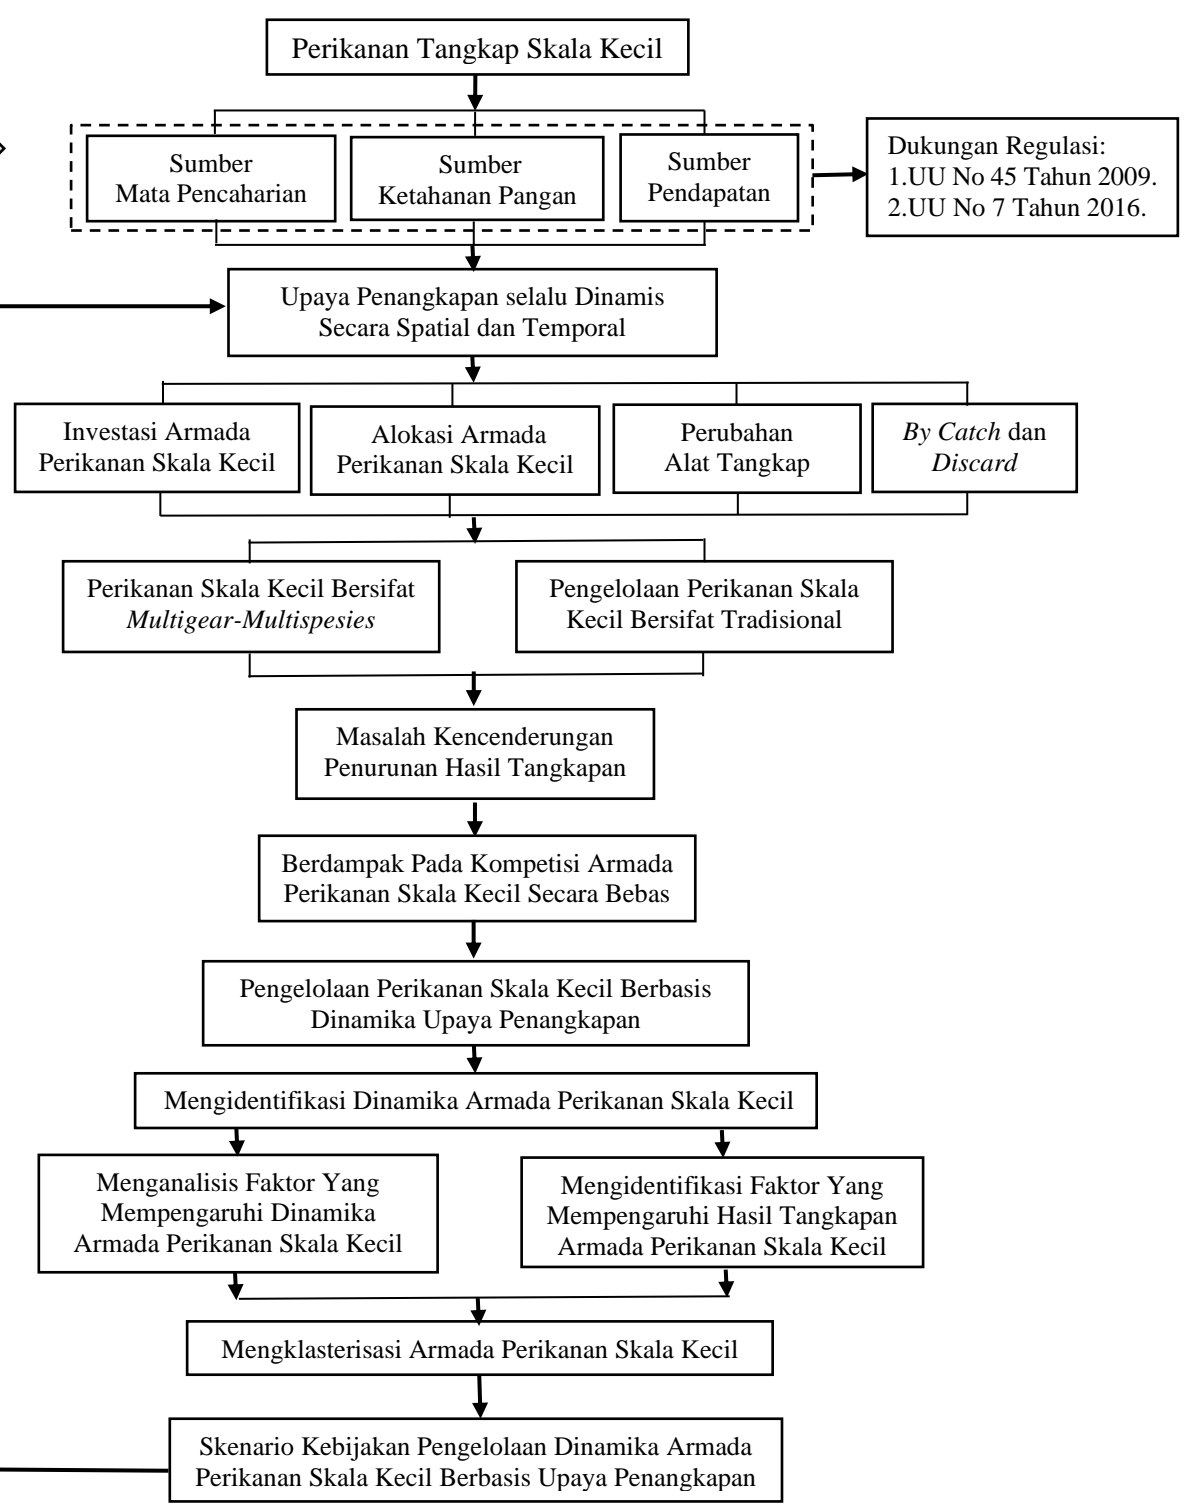 Perikanan Tangkap Skala Kecil
Sumber
Mata Pencaharian
Sumber
Ketahanan Pangan
Sumber
Pendapatan
Dukungan Regulasi:
1.UU No 45 Tahun 2009.
2.UU No 7 Tahun 2016.
Upaya Penangkapan selalu Dinamis
Secara Spatial dan Temporal
Investasi Armada
Perikanan Skala Kecil
Alokasi Armada
Perikanan Skala Kecil
Perubahan
Alat Tangkap
By Catch dan
Discard
Perikanan Skala Kecil Bersifat
Multigear-Multispesies
Pengelolaan Perikanan Skala
Kecil Bersifat Tradisional
Masalah Kencenderungan
Penurunan Hasil Tangkapan
Berdampak Pada Kompetisi Armada
Perikanan Skala Kecil Secara Bebas
Pengelolaan Perikanan Skala Kecil Berbasis
Dinamika Upaya Penangkapan
Mengidentifikasi Dinamika Armada Perikanan Skala Kecil
Menganalisis Faktor Yang
Mempengaruhi Dinamika
Armada Perikanan Skala Kecil
Mengidentifikasi Faktor Yang
Mempengaruhi Hasil Tangkapan
Armada Perikanan Skala Kecil
Mengklasterisasi Armada Perikanan Skala Kecil
Skenario Kebijakan Pengelolaan Dinamika Armada
Perikanan Skala Kecil Berbasis Upaya Penangkapan